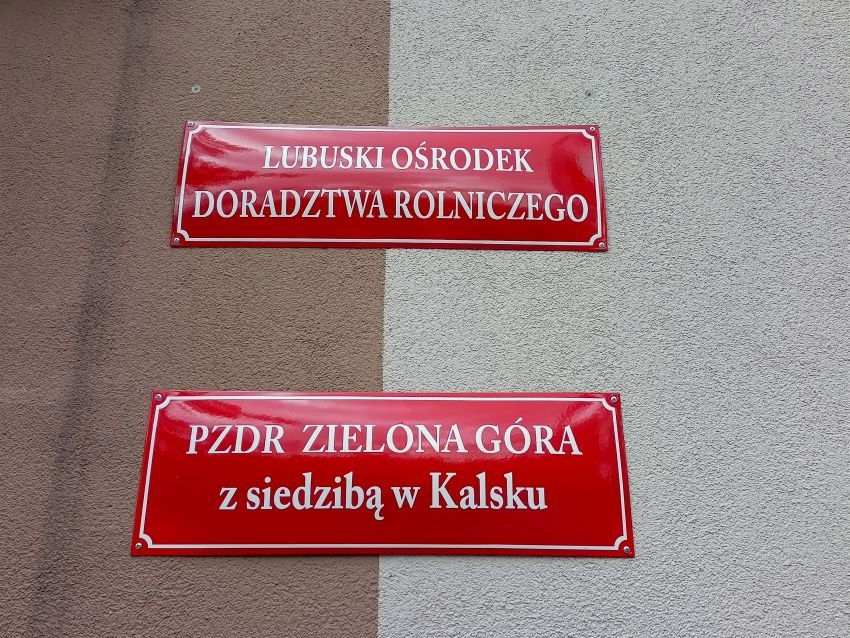 LUBUSKI OŚRODEK
DORADZTWA ROLNICZEGO
PZDR ZIELONA GÓRA
z siedzibą w Kalsku